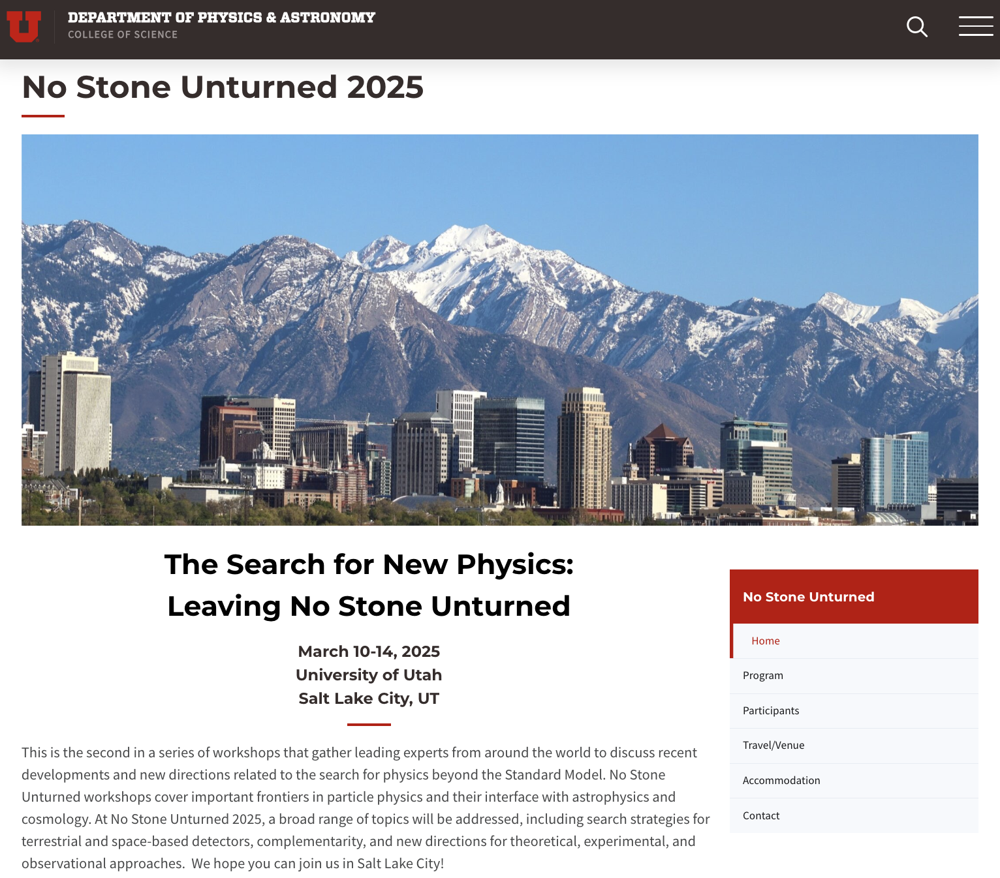 U
DEPARTMENT OF PHYSICS & ASTRONOMY
COLLEGE OF SCIENCE
No Stone Unturned 2025
The Search for New Physics:
Leaving No Stone Unturned
March 10-14, 2025
University of Utah
Salt Lake City, UT
This is the second in a series of workshops that gather leading experts from around the world to discuss recent
developments and new directions related to the search for physics beyond the Standard Model. No Stone
Unturned workshops cover important frontiers in particle physics and their interface with astrophysics and
cosmology. At No Stone Unturned 2025, a broad range of topics will be addressed, including search strategies for
terrestrial and space-based detectors, complementarity, and new directions for theoretical, experimental, and
observational approaches.  We hope you can join us in Salt Lake City!
No Stone Unturned
Home
Program
Participants
Travel/Venue
Accommodation
Contact